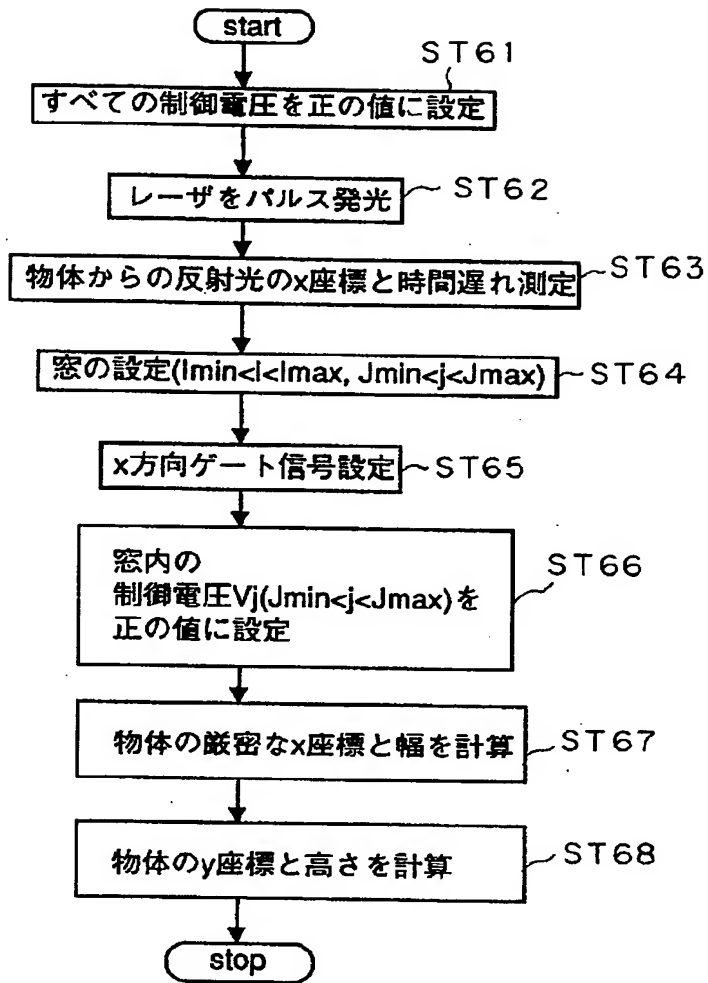 start
ST61
すべての制御電圧を正の値に設定
レーザをパルス発光
ST62
物体からの反射光のx座標と時間遅れ測定
ST63
窓の設定(Imin<I<Imax, Jmin<j<Jmax)
ST64
x方向ゲート信号設定
ST65
窓内の
制御電圧Vj(Jmin<j<Jmax)を
正の値に設定
ST66
物体の厳密なx座標と幅を計算
ST67
物体のy座標と高さを計算
ST68
stop